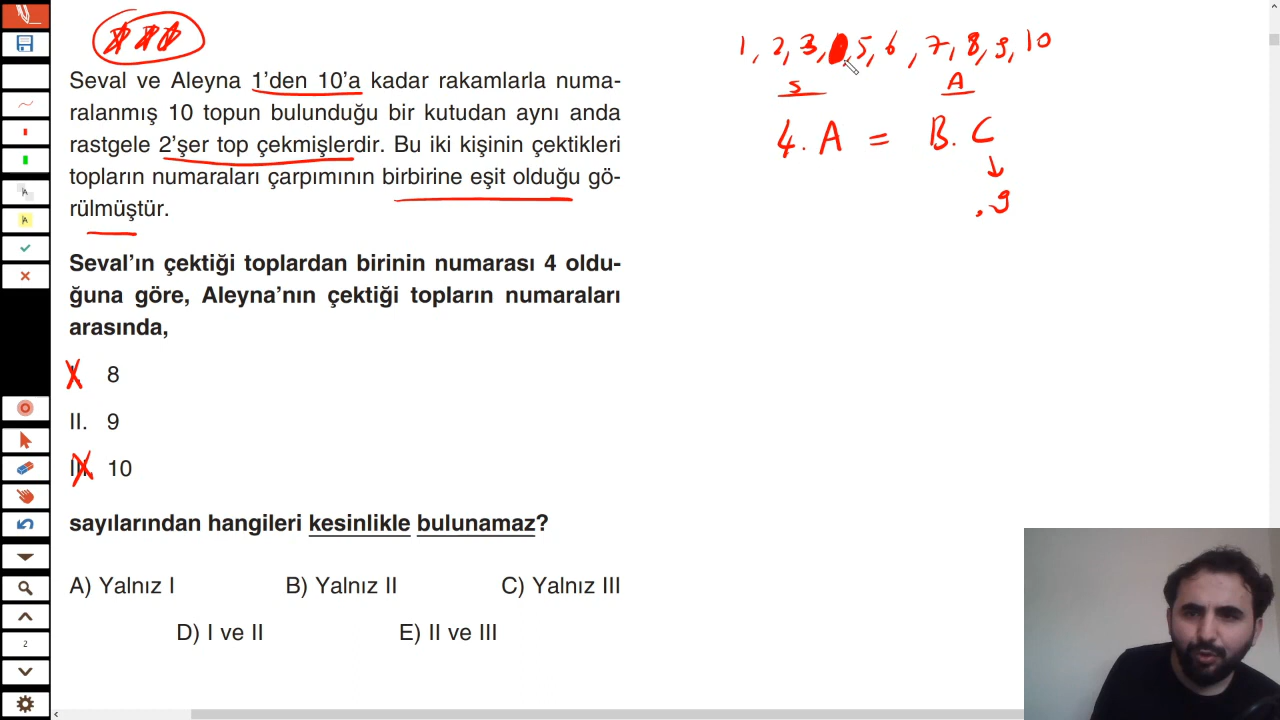 1, 2, 3, , 5, 6, 7, 8, 9, 10
S A
4. A = B. C
. 9
Seval ve Aleyna 1'den 10'a kadar rakamlarla numa-
ralanmış 10 topun bulunduğu bir kutudan aynı anda
rastgele 2'şer top çekmişlerdir. Bu iki kişinin çektikleri
topların numaraları çarpımının birbirine eşit olduğu gö-
rülmüştür.
Seval'ın çektiği toplardan birinin numarası 4 oldu-
ğuna göre, Aleyna'nın çektiği topların numaraları
arasında,
I. 8
II. 9
III. 10
sayılarından hangileri kesinlikle bulunamaz?
A) Yalnız I B) Yalnız II C) Yalnız III
D) I ve II E) II ve III
A
A
2